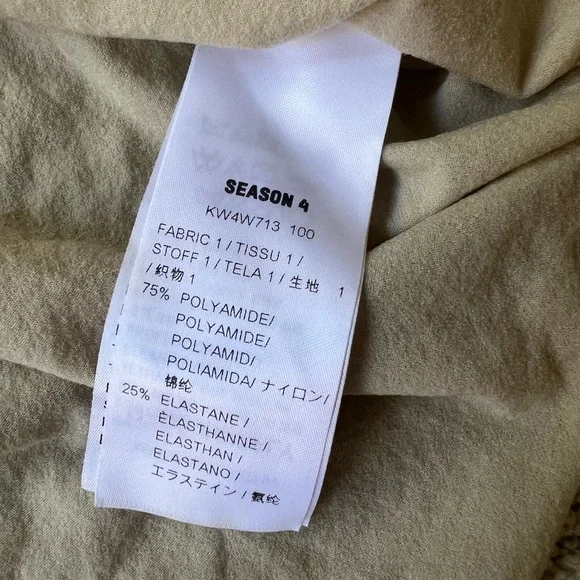 SEASON 4
KW4W713 100
FABRIC 1 / TISSU 1 /
STOFF 1 / TELA 1 / 生地 1
/ 织物 1
75% POLYAMIDE/
POLYAMIDE/
POLYAMID/
POLIAMIDA/ ナイロン/
锦纶
25% ELASTANE /
ÉLASTHANNE /
ELASTHAN /
ELASTANO /
エラステイン / 氨纶